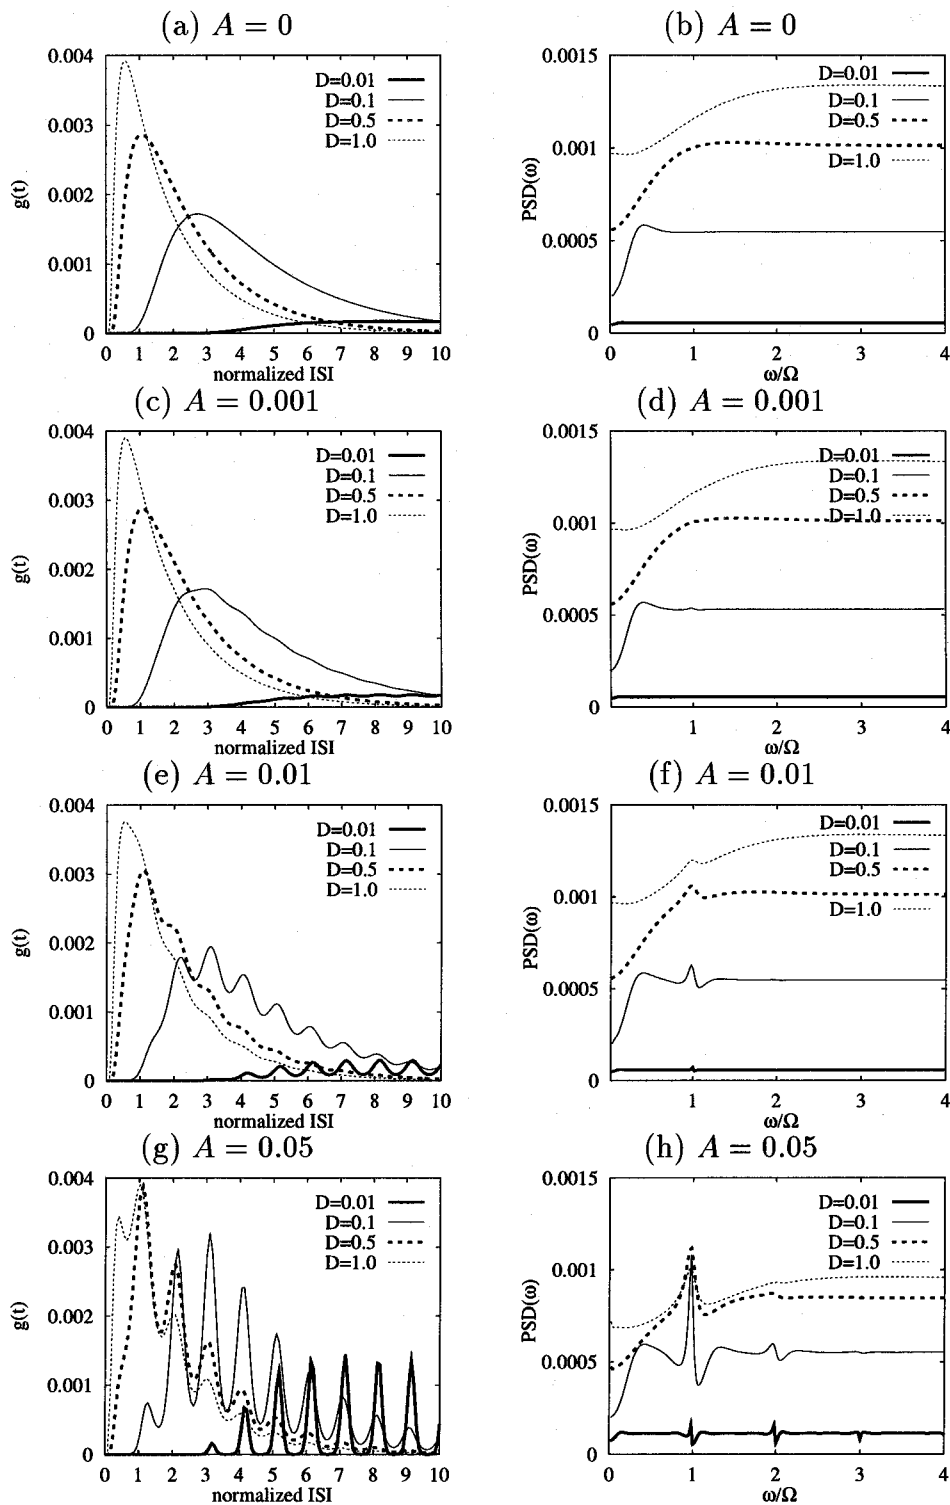 (a) A = 0
0.004
0.003
0.002
0.001
0
g(t)
D=0.01
D=0.1
D=0.5
D=1.0
0 1 2 3 4 5 6 7 8 9 10
normalized ISI
(b) A = 0
0.0015
0.001
0.0005
0
PSD(ω)
D=0.01
D=0.1
D=0.5
D=1.0
0 1 2 3 4
ω/Ω
(c) A = 0.001
0.004
0.003
0.002
0.001
0
g(t)
D=0.01
D=0.1
D=0.5
D=1.0
0 1 2 3 4 5 6 7 8 9 10
normalized ISI
(d) A = 0.001
0.0015
0.001
0.0005
0
PSD(ω)
D=0.01
D=0.1
D=0.5
D=1.0
0 1 2 3 4
ω/Ω
(e) A = 0.01
0.004
0.003
0.002
0.001
0
g(t)
D=0.01
D=0.1
D=0.5
D=1.0
0 1 2 3 4 5 6 7 8 9 10
normalized ISI
(f) A = 0.01
0.0015
0.001
0.0005
0
PSD(ω)
D=0.01
D=0.1
D=0.5
D=1.0
0 1 2 3 4
ω/Ω
(g) A = 0.05
0.004
0.003
0.002
0.001
0
g(t)
D=0.01
D=0.1
D=0.5
D=1.0
0 1 2 3 4 5 6 7 8 9 10
normalized ISI
(h) A = 0.05
0.0015
0.001
0.0005
0
PSD(ω)
D=0.01
D=0.1
D=0.5
D=1.0
0 1 2 3 4
ω/Ω